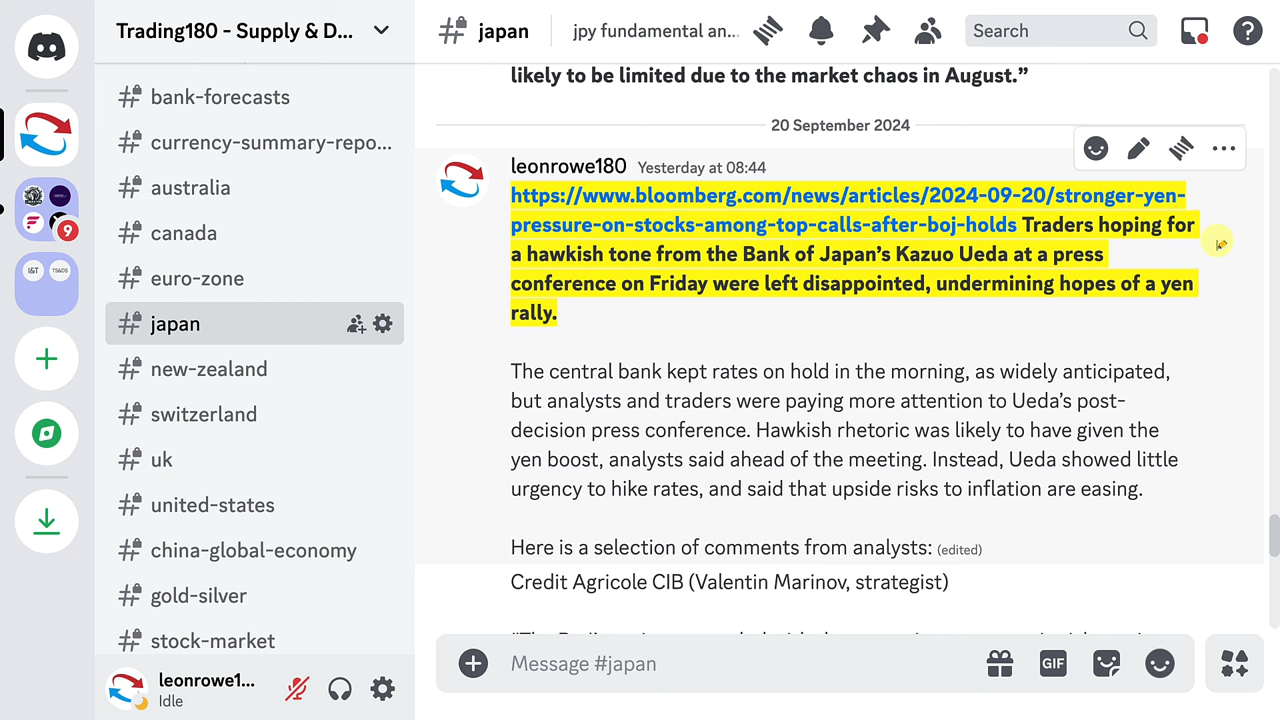 Trading180 - Supply & D...
# japan
jpy fundamental an...
Search
bank-forecasts
currency-summary-repo...
australia
canada
euro-zone
japan
new-zealand
switzerland
uk
united-states
china-global-economy
gold-silver
stock-market
9
I&T
TS&DS
leonrowe1...
Idle
likely to be limited due to the market chaos in August.”
20 September 2024
leonrowe180 Yesterday at 08:44
https://www.bloomberg.com/news/articles/2024-09-20/stronger-yen-
pressure-on-stocks-among-top-calls-after-boj-holds Traders hoping for
a hawkish tone from the Bank of Japan’s Kazuo Ueda at a press
conference on Friday were left disappointed, undermining hopes of a yen
rally.
The central bank kept rates on hold in the morning, as widely anticipated,
but analysts and traders were paying more attention to Ueda’s post-
decision press conference. Hawkish rhetoric was likely to have given the
yen boost, analysts said ahead of the meeting. Instead, Ueda showed little
urgency to hike rates, and said that upside risks to inflation are easing.
Here is a selection of comments from analysts: (edited)
Credit Agricole CIB (Valentin Marinov, strategist)
Message #japan
GIF